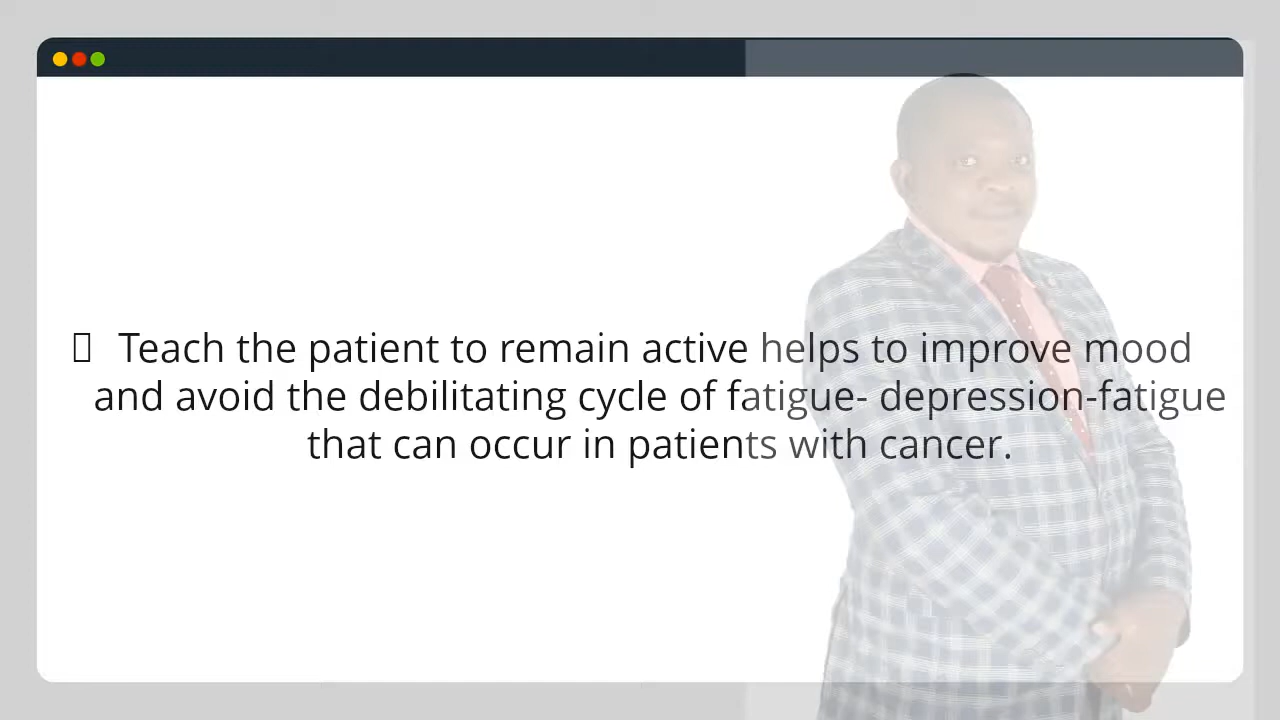 Teach the patient to remain active helps to improve mood
and avoid the debilitating cycle of fatigue- depression-fatigue
that can occur in patients with cancer.